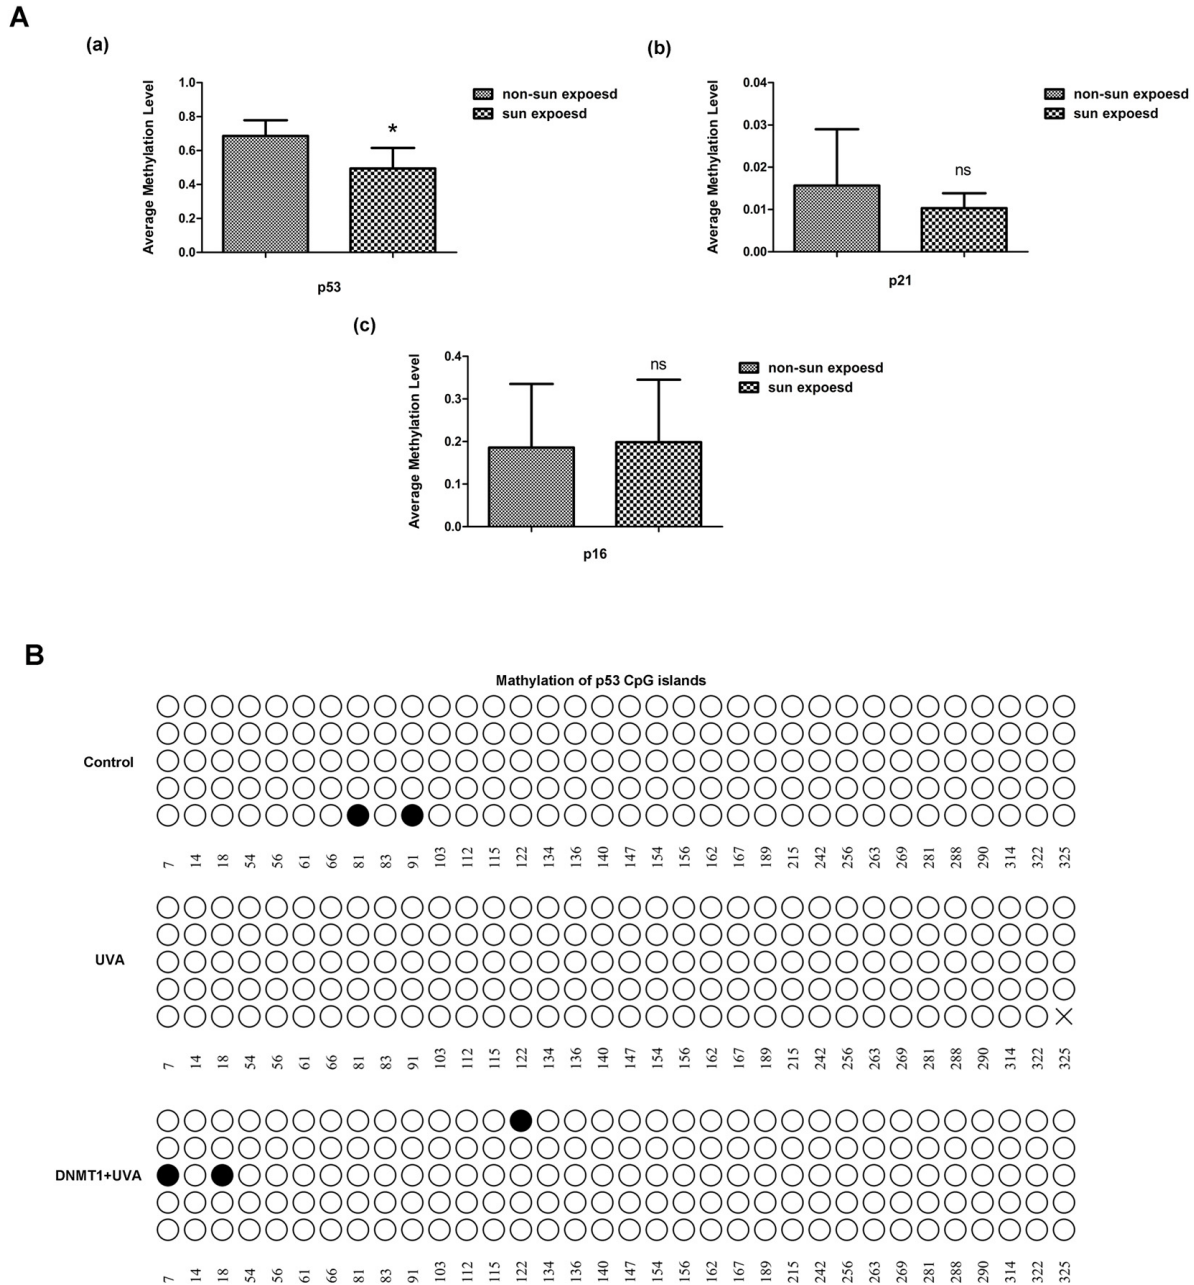 A
(a)
Average Methylation Level
1.0
0.8
0.6
0.4
0.2
0.0
*
p53
non-sun expoesd
sun expoesd
(b)
Average Methylation Level
0.04
0.03
0.02
0.01
0.00
ns
p21
non-sun expoesd
sun expoesd
(c)
Average Methylation Level
0.4
0.3
0.2
0.1
0.0
ns
p16
non-sun expoesd
sun expoesd
B
Mathylation of p53 CpG islands
Control
7 14 18 54 56 61 66 81 83 91 103 112 115 122 134 136 140 147 154 156 162 167 189 215 242 256 263 269 281 288 290 314 322 325
UVA
7 14 18 54 56 61 66 81 83 91 103 112 115 122 134 136 140 147 154 156 162 167 189 215 242 256 263 269 281 288 290 314 322 325
DNMT1+UVA
7 14 18 54 56 61 66 81 83 91 103 112 115 122 134 136 140 147 154 156 162 167 189 215 242 256 263 269 281 288 290 314 322 325